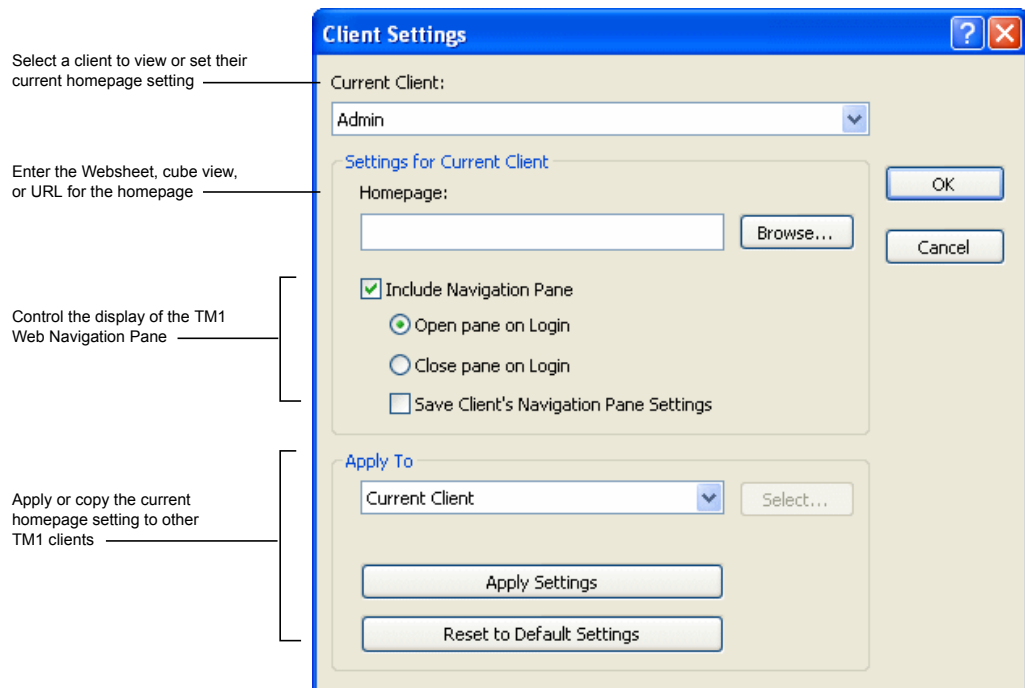 Client Settings
Select a client to view or set their
current homepage setting
Current Client:
Admin
Enter the Websheet, cube view,
or URL for the homepage
Settings for Current Client
Homepage:
Browse...
OK
Cancel
Control the display of the TM1
Web Navigation Pane
Include Navigation Pane
Open pane on Login
Close pane on Login
Save Client's Navigation Pane Settings
Apply or copy the current
homepage setting to other
TM1 clients
Apply To
Current Client
Select...
Apply Settings
Reset to Default Settings